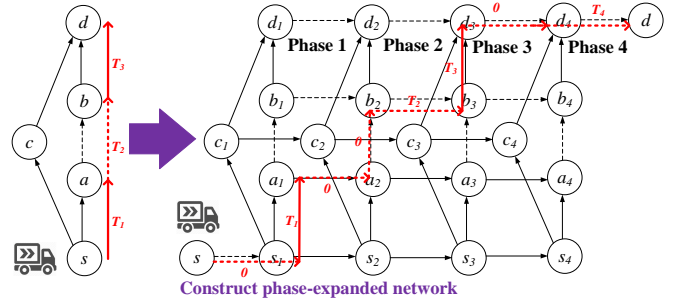 d
T3
b
T2
c
a
T1
s
0 T4
d1 d2 d3 d4 d
Phase 1 Phase 2 Phase 3 Phase 4
T3
b1 b2 T2 b3 b4
c1 c2 0 c3 c4
a1 a2 a3 a4
0
T1
s s1 s2 s3 s4
0
Construct phase-expanded network